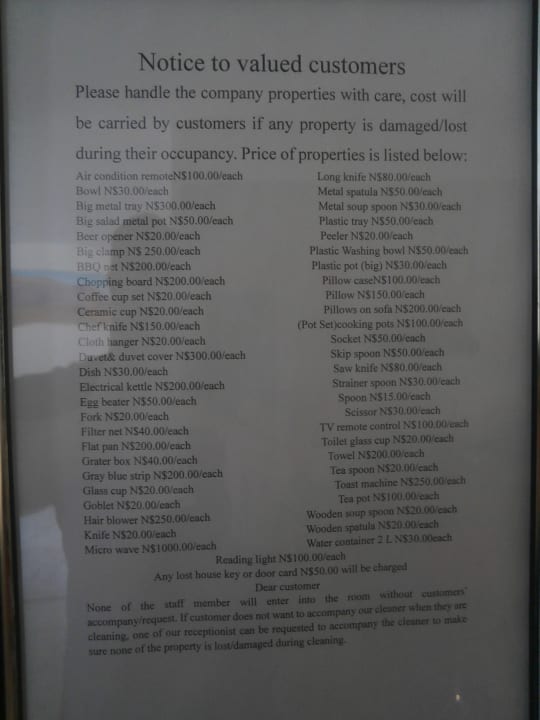 Notice to valued customers
Please handle the company properties with care, cost will
be carried by customers if any property is damaged/lost
during their occupancy. Price of properties is listed below:
Air condition remoteN$100.00/each
Bowl N$30.00/each
Big metal tray N$300.00/each
Big salad metal pot N$50.00/each
Beer opener N$20.00/each
Big clamp N$ 250.00/each
BBQ net N$200.00/each
Chopping board N$200.00/each
Coffee cup set N$20.00/each
Ceramic cup N$20.00/each
Chef knife N$150.00/each
Cloth hanger N$20.00/each
Duvet& duvet cover N$300.00/each
Dish N$30.00/each
Electrical kettle N$200.00/each
Egg beater N$50.00/each
Fork N$20.00/each
Filter net N$40.00/each
Flat pan N$200.00/each
Grater box N$40.00/each
Gray blue strip N$200.00/each
Glass cup N$20.00/each
Goblet N$20.00/each
Hair blower N$250.00/each
Knife N$20.00/each
Micro wave N$1000.00/each
Long knife N$80.00/each
Metal spatula N$50.00/each
Metal soup spoon N$30.00/each
Plastic tray N$50.00/each
Peeler N$20.00/each
Plastic Washing bowl N$50.00/each
Plastic pot (big) N$30.00/each
Pillow caseN$100.00/each
Pillow N$150.00/each
Pillows on sofa N$200.00/each
(Pot Set)cooking pots N$100.00/each
Socket N$50.00/each
Skip spoon N$50.00/each
Saw knife N$80.00/each
Strainer spoon N$30.00/each
Spoon N$15.00/each
Scissor N$30.00/each
TV remote control N$100.00/each
Toilet glass cup N$20.00/each
Towel N$200.00/each
Tea spoon N$20.00/each
Toast machine N$250.00/each
Tea pot N$100.00/each
Wooden soup spoon N$20.00/each
Wooden spatula N$20.00/each
Water container 2 L N$30.00each
Reading light N$100.00/each
Any lost house key or door card N$50.00 will be charged
Dear customer
None of the staff member will enter into the room without customers'
accompany/request. If customer does not want to accompany our cleaner when they are
cleaning, one of our receptionist can be requested to accompany the cleaner to make
sure none of the property is lost/damaged during cleaning.